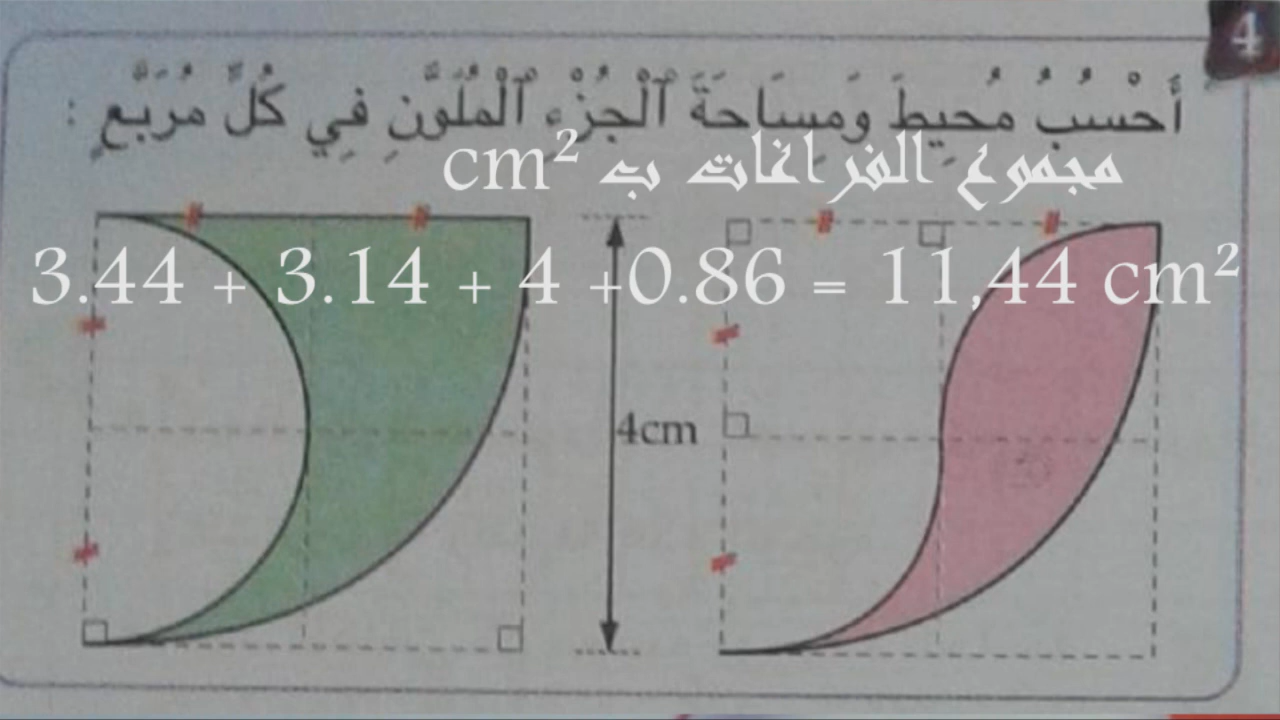 4
أَحْسُبُ مُحِيطَ وَمِسَاحَةَ ٱلْجُزْءِ ٱلْمُلَوَّنِ فِي كُلِّ مُرَبَّعٍ :
مجموع الفراغات ب cm²
3.44 + 3.14 + 4 +0.86 = 11,44 cm²
4cm